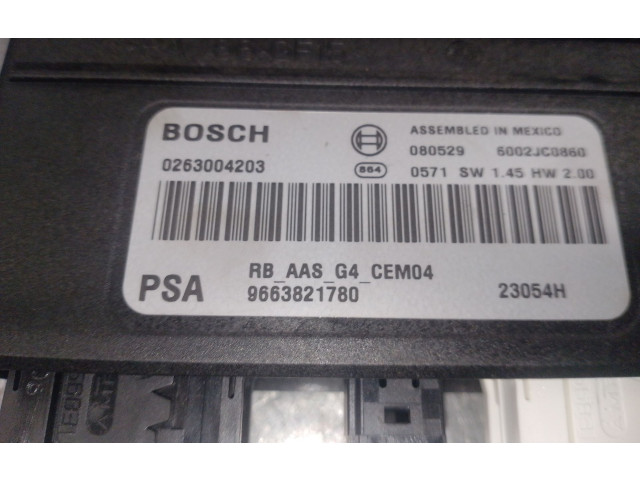 BOSCH
ASSEMBLED IN MEXICO
080529 6002JC0860
0263004203
864 0571 SW 1.45 HW 2.00
RB_AAS_G4_CEM04
PSA 9663821780 23054H